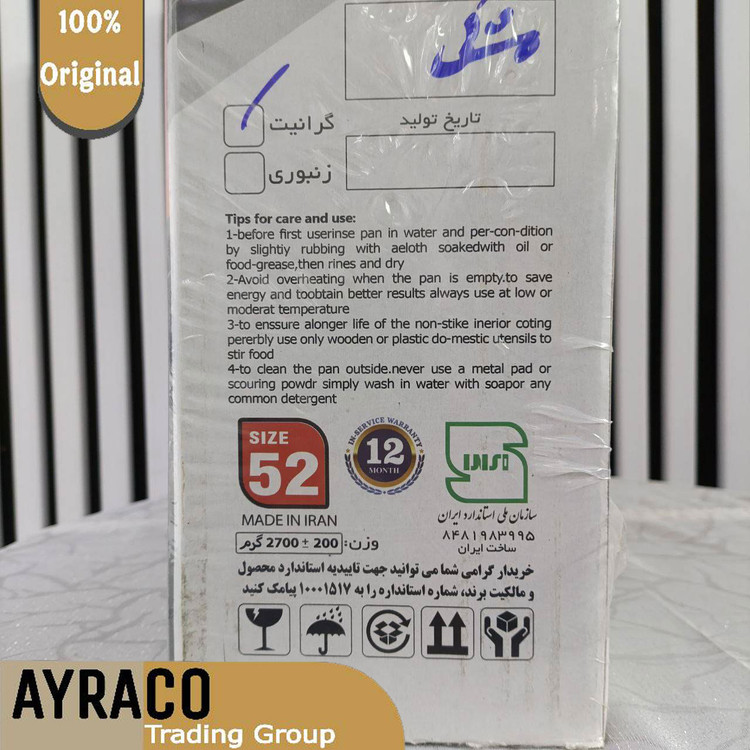 100%
Original
مشکی
گرانیت
تاریخ تولید
زنبوری
Tips for care and use:
1-before first userinse pan in water and per-con-dition
by slightiy rubbing with aeloth soakedwith oil or
food-grease,then rines and dry
2-Avoid overheating when the pan is empty.to save
energy and toobtain better results always use at low or
moderat temperature
3-to enssure alonger life of the non-stike inerior coting
pererbly use only wooden or plastic do-mestic utensils to
stir food
4-to clean the pan outside.never use a metal pad or
scouring powdr simply wash in water with soapor any
common detergent
SIZE
52
MADE IN IRAN
IN-SERVICE WARRANTY
12
MONTH
سازمان ملی استاندارد ایران
۸۴۸۱۹۸۳۹۹۵
ساخت ایران
وزن: 2700 ± 200 گرم
خریدار گرامی شما می توانید جهت تاییدیه استاندارد محصول
و مالکیت برند، شماره استاندارد را به ۱۰۰۰۱۵۱۷ پیامک کنید
AYRACO
Trading Group